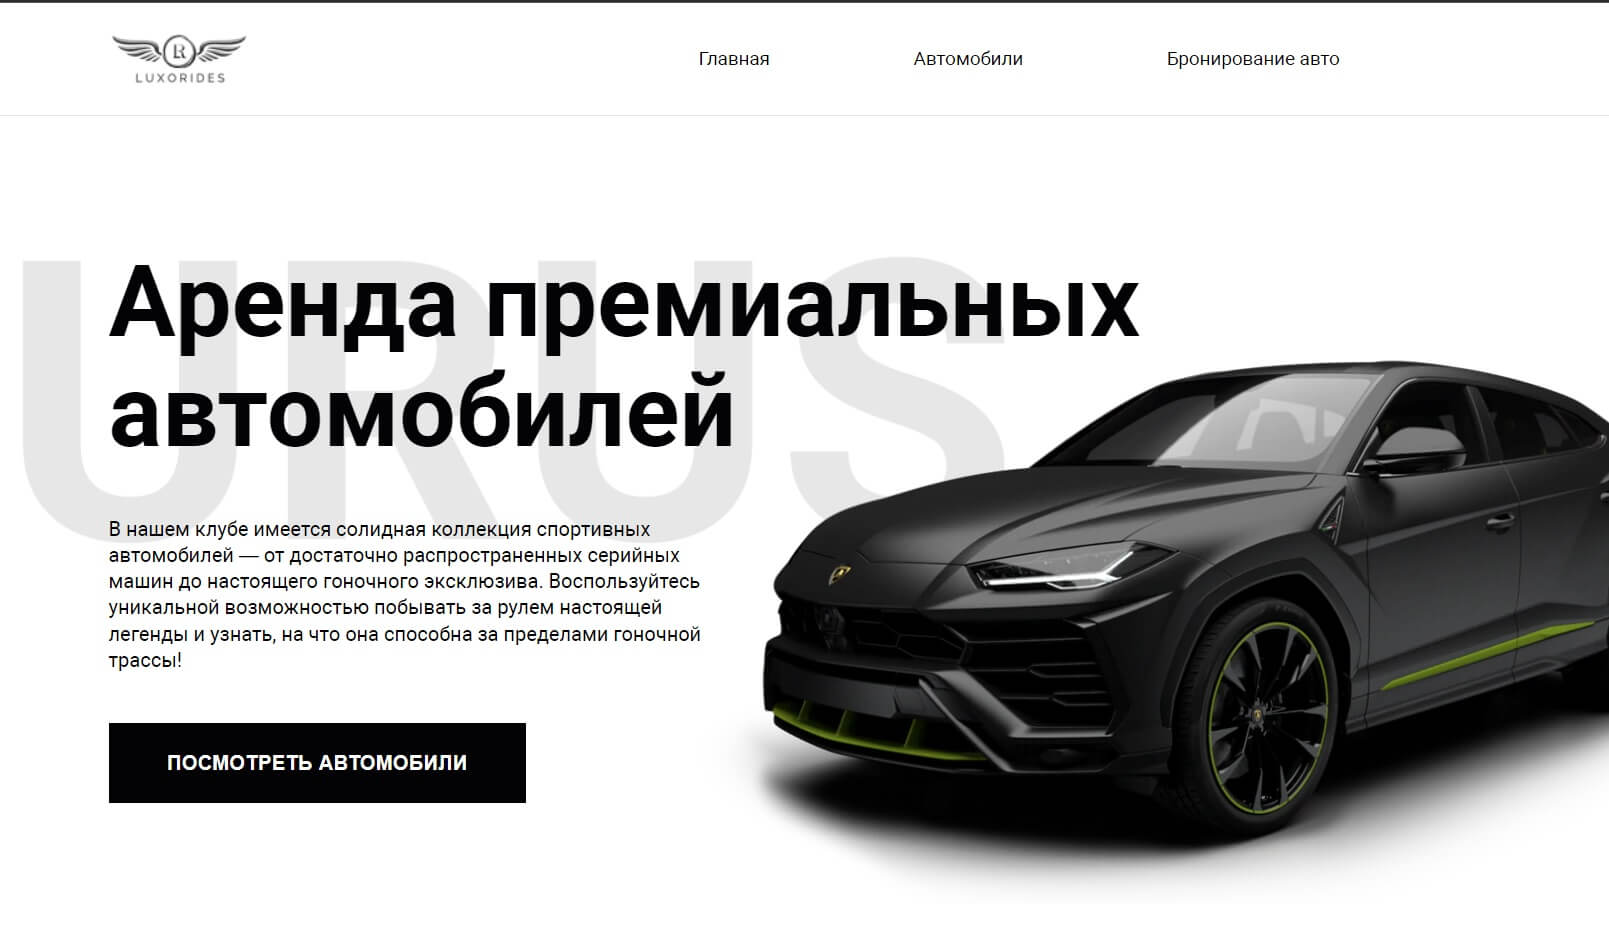 R
LUXORIDES
Главная
Автомобили
Бронирование авто
URUS
Аренда премиальных
автомобилей
В нашем клубе имеется солидная коллекция спортивных
автомобилей — от достаточно распространенных серийных
машин до настоящего гоночного эксклюзива. Воспользуйтесь
уникальной возможностью побывать за рулем настоящей
легенды и узнать, на что она способна за пределами гоночной
трассы!
ПОСМОТРЕТЬ АВТОМОБИЛИ